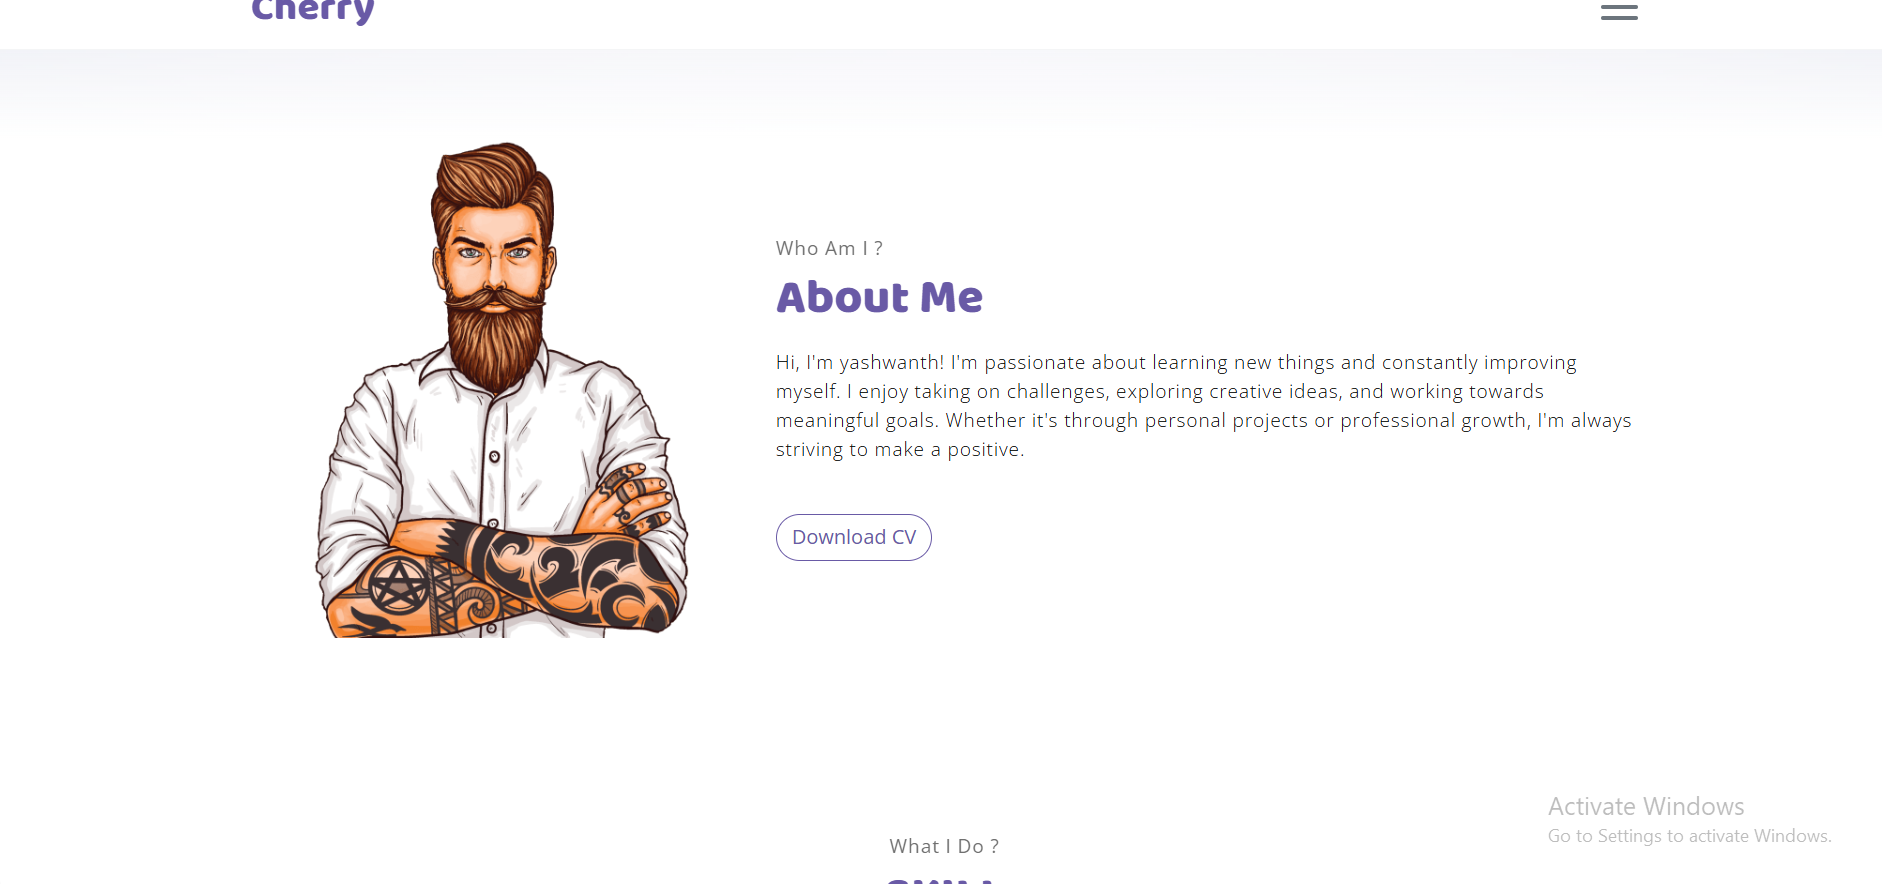 Cherry
Who Am I ?
About Me
Hi, I'm yashwanth! I'm passionate about learning new things and constantly improving
myself. I enjoy taking on challenges, exploring creative ideas, and working towards
meaningful goals. Whether it's through personal projects or professional growth, I'm always
striving to make a positive.
Download CV
Activate Windows
Go to Settings to activate Windows.
What I Do ?